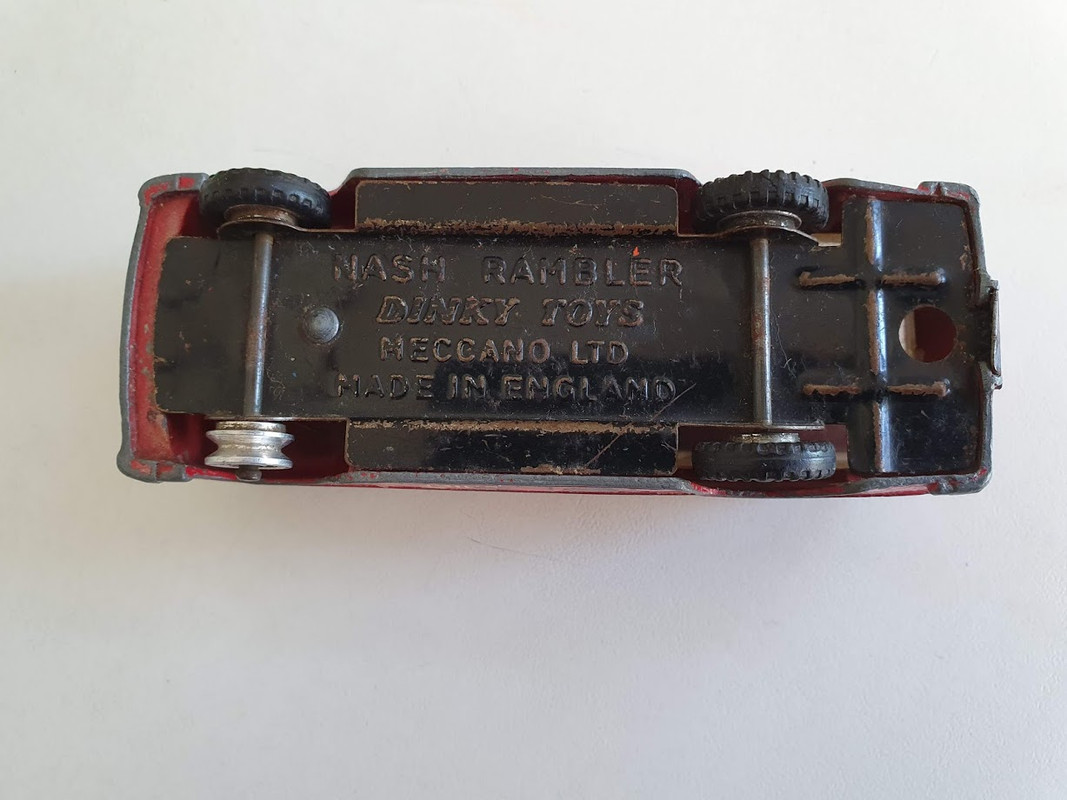 NASH RAMBLER
DINKY TOYS
MECCANO LTD
MADE IN ENGLAND